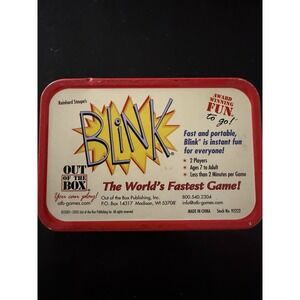 Reinhard Staupe's
BLINK
AWARD
WINNING
FUN
to go!
Fast and portable,
Blink® is instant fun
for everyone!
★ 2 Players
★ Ages 7 to Adult
★ Less than 2 Minutes per Game
The World's Fastest Game!
OUT
OF THE
BOX
otb-games.com
Out of the Box Publishing, Inc.
P.O. Box 14317 Madison, WI 53708
800.540.2304
info@otb-games.com
MADE IN CHINA